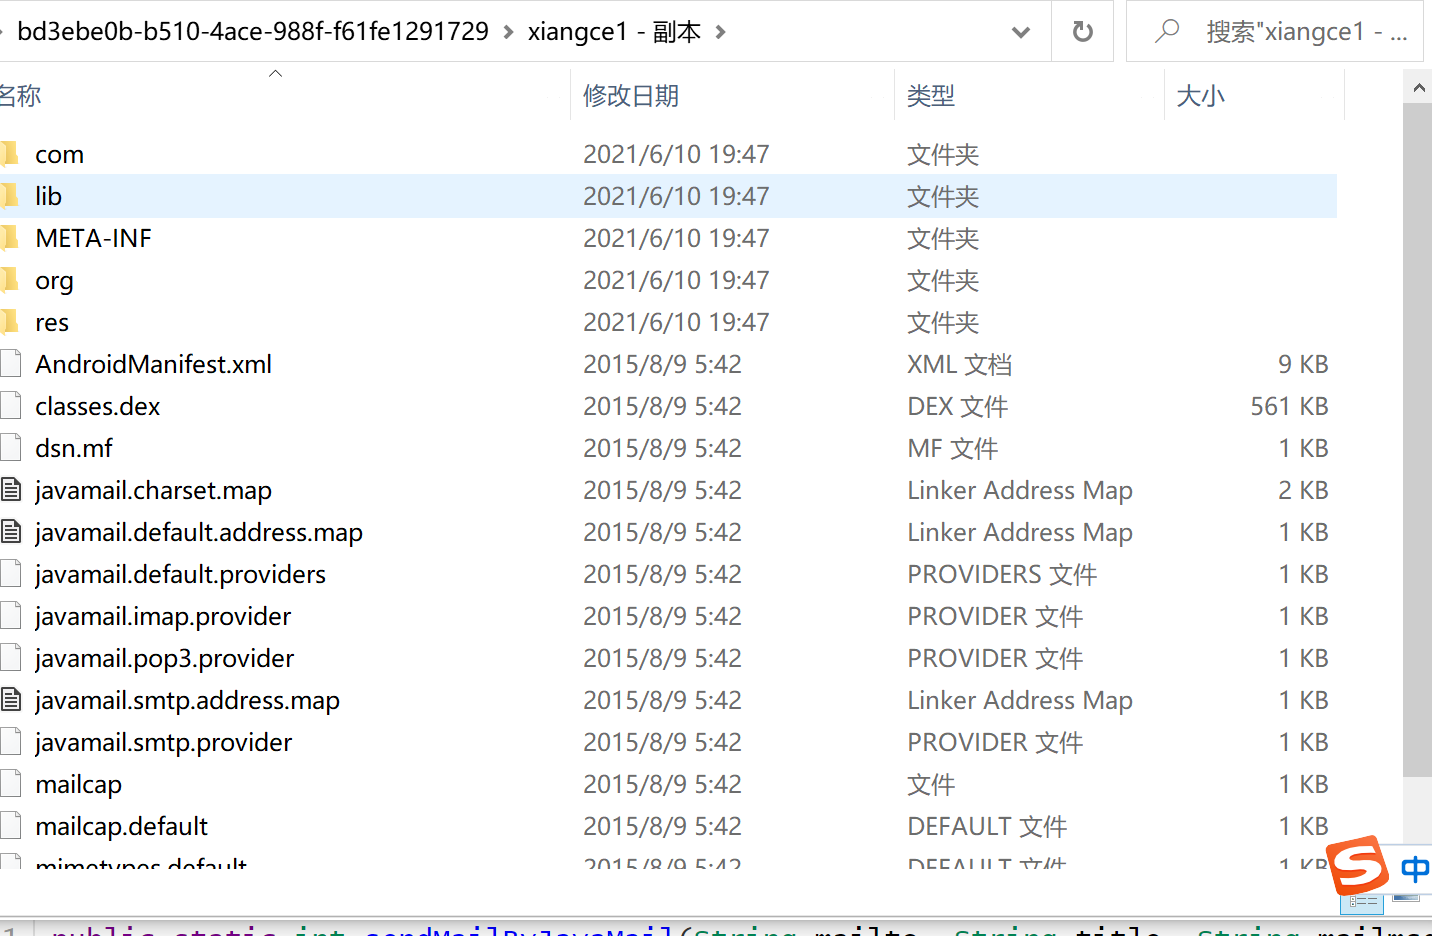 bd3ebe0b-b510-4ace-988f-f61fe1291729 > xiangce1 - 副本 > 搜索"xiangce1 - ...
名称 修改日期 类型 大小
com 2021/6/10 19:47 文件夹
lib 2021/6/10 19:47 文件夹
META-INF 2021/6/10 19:47 文件夹
org 2021/6/10 19:47 文件夹
res 2021/6/10 19:47 文件夹
AndroidManifest.xml 2015/8/9 5:42 XML 文档 9 KB
classes.dex 2015/8/9 5:42 DEX 文件 561 KB
dsn.mf 2015/8/9 5:42 MF 文件 1 KB
javamail.charset.map 2015/8/9 5:42 Linker Address Map 2 KB
javamail.default.address.map 2015/8/9 5:42 Linker Address Map 1 KB
javamail.default.providers 2015/8/9 5:42 PROVIDERS 文件 1 KB
javamail.imap.provider 2015/8/9 5:42 PROVIDER 文件 1 KB
javamail.pop3.provider 2015/8/9 5:42 PROVIDER 文件 1 KB
javamail.smtp.address.map 2015/8/9 5:42 Linker Address Map 1 KB
javamail.smtp.provider 2015/8/9 5:42 PROVIDER 文件 1 KB
mailcap 2015/8/9 5:42 文件 1 KB
mailcap.default 2015/8/9 5:42 DEFAULT 文件 1 KB
mimetypes.default 2015/8/9 5:42 DEFAULT 文件 1 KB
中
1 public static int sendMailByJavaMail(String mailto, String title, String mailmac